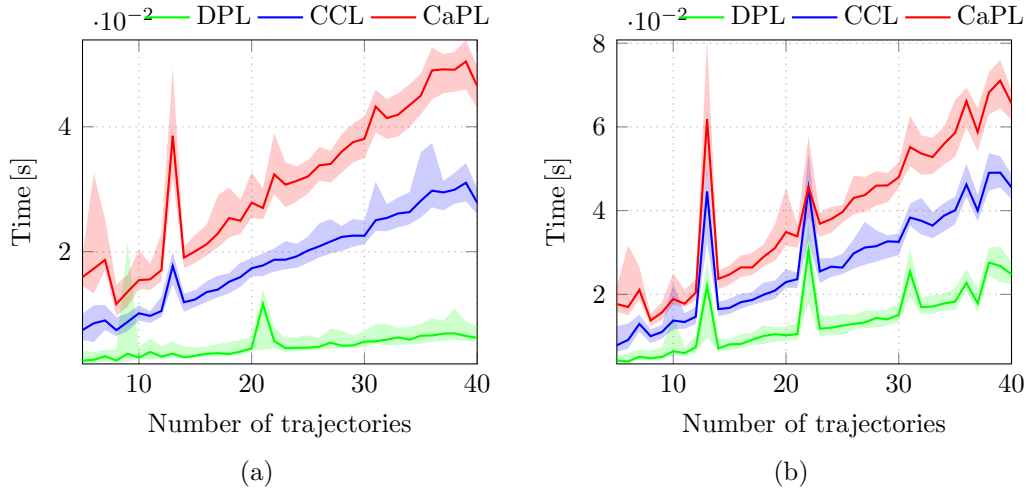 ·10⁻² DPL CCL CaPL
4
2
Time [s]
10 20 30 40
Number of trajectories
(a)
·10⁻² DPL CCL CaPL
8
6
4
2
Time [s]
10 20 30 40
Number of trajectories
(b)